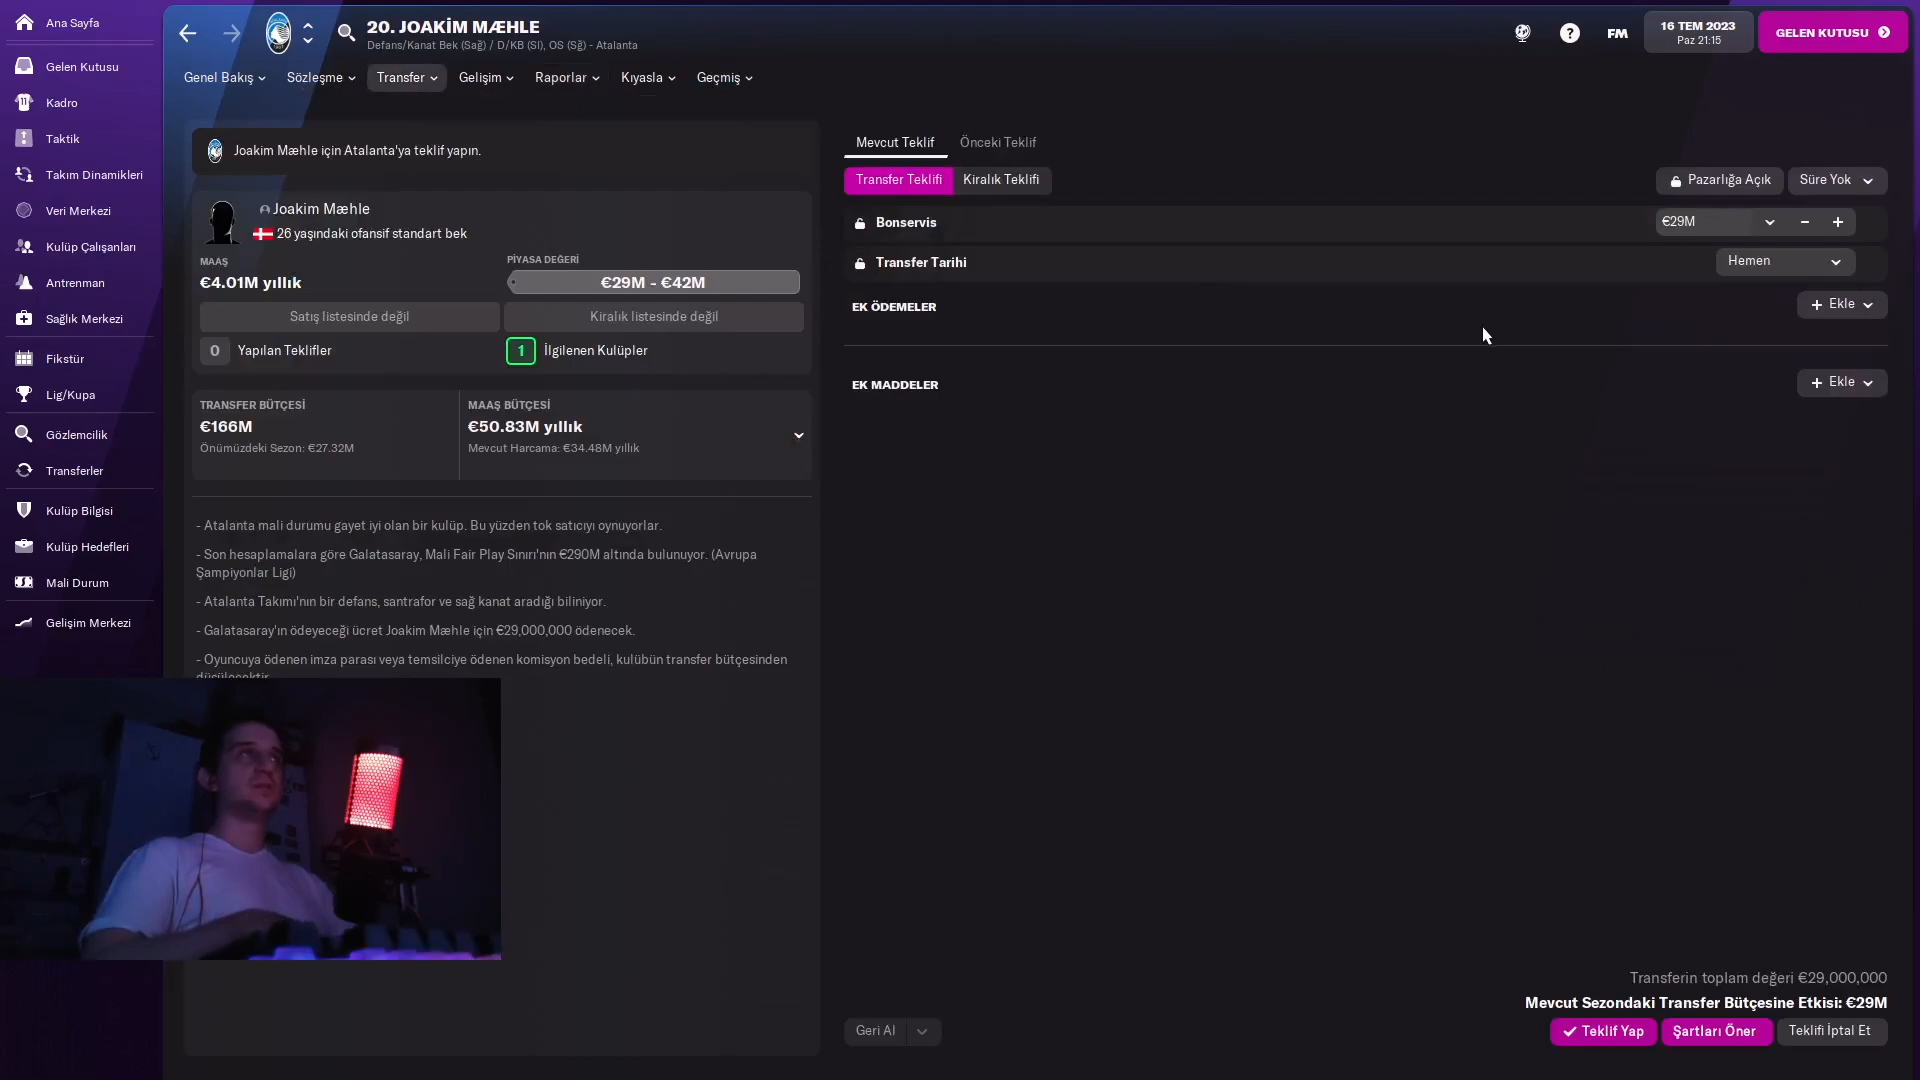 Ana Sayfa
Gelen Kutusu
Kadro
Taktik
Takım Dinamikleri
Veri Merkezi
Kulüp Çalışanları
Antrenman
Sağlık Merkezi
Fikstür
Lig/Kupa
Gözlemcilik
Transferler
Kulüp Bilgisi
Kulüp Hedefleri
Mali Durum
Gelişim Merkezi
20. JOAKİM MÆHLE
Defans/Kanat Bek (Sağ) / D/KB (Sl), OS (Sğ) - Atalanta
FM
16 TEM 2023
Paz 21:15
GELEN KUTUSU
Genel Bakış
Sözleşme
Transfer
Gelişim
Raporlar
Kıyasla
Geçmiş
Joakim Mæhle için Atalanta'ya teklif yapın.
Joakim Mæhle
26 yaşındaki ofansif standart bek
MAAŞ
€4.01M yıllık
PİYASA DEĞERİ
€29M - €42M
Satış listesinde değil
Kiralık listesinde değil
0 Yapılan Teklifler
1 İlgilenen Kulüpler
TRANSFER BÜTÇESİ
€166M
Önümüzdeki Sezon: €27.32M
MAAŞ BÜTÇESİ
€50.83M yıllık
Mevcut Harcama: €34.48M yıllık
- Atalanta mali durumu gayet iyi olan bir kulüp. Bu yüzden tok satıcıyı oynuyorlar.
- Son hesaplamalara göre Galatasaray, Mali Fair Play Sınırı'nın €290M altında bulunuyor. (Avrupa
Şampiyonlar Ligi)
- Atalanta Takımı'nın bir defans, santrafor ve sağ kanat aradığı biliniyor.
- Galatasaray'ın ödeyeceği ücret Joakim Mæhle için €29,000,000 ödenecek.
- Oyuncuya ödenen imza parası veya temsilciye ödenen komisyon bedeli, kulübün transfer bütçesinden
düşülecektir.
Mevcut Teklif
Önceki Teklif
Transfer Teklifi
Kiralık Teklifi
Pazarlığa Açık
Süre Yok
Bonservis
€29M
Transfer Tarihi
Hemen
EK ÖDEMELER
Ekle
EK MADDELER
Ekle
Transferin toplam değeri €29,000,000
Mevcut Sezondaki Transfer Bütçesine Etkisi: €29M
Geri Al
Teklif Yap
Şartları Öner
Teklifi İptal Et